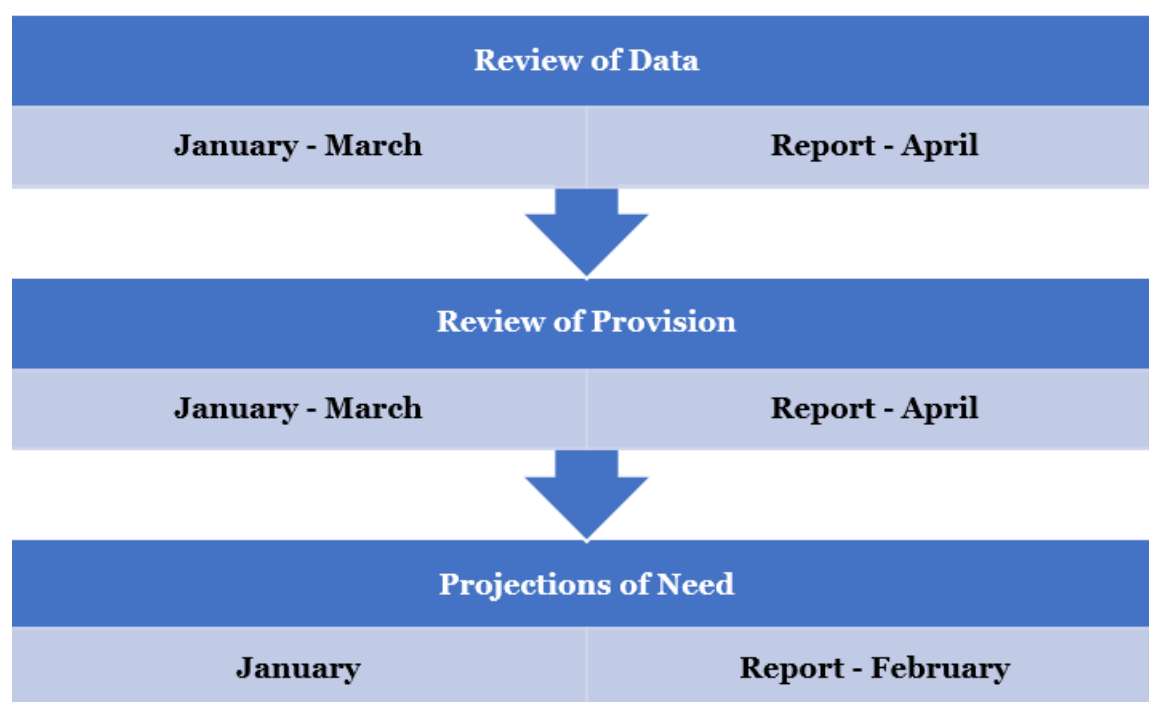 Review of Data
January - March
Report - April
Review of Provision
January - March
Report - April
Projections of Need
January
Report - February